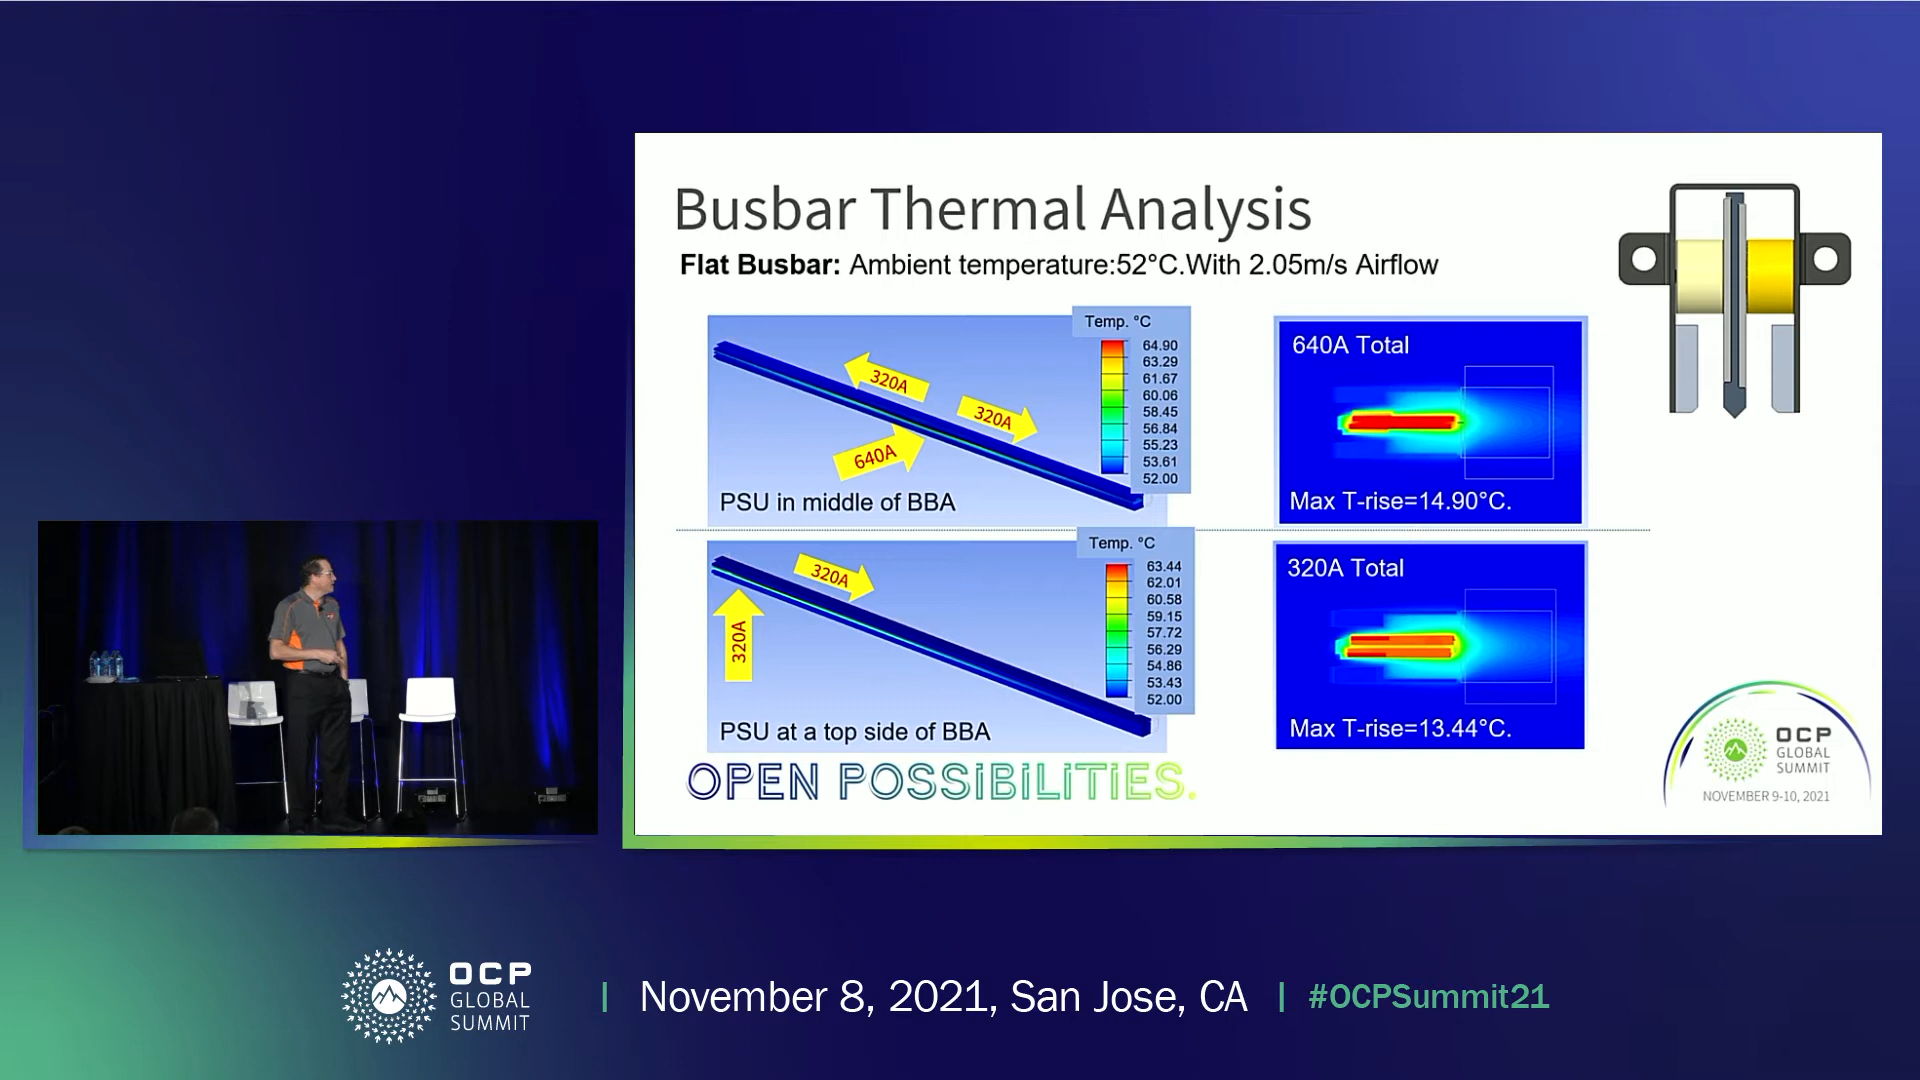 Busbar Thermal Analysis
Flat Busbar: Ambient temperature:52°C.With 2.05m/s Airflow
Temp. °C
64.90
63.29
61.67
60.06
58.45
56.84
55.23
53.61
52.00
320A
320A
640A
PSU in middle of BBA
640A Total
Max T-rise=14.90°C.
Temp. °C
63.44
62.01
60.58
59.15
57.72
56.29
54.86
53.43
52.00
320A
320A
PSU at a top side of BBA
320A Total
Max T-rise=13.44°C.
OPEN POSSIBILITIES.
OCP
GLOBAL
SUMMIT
NOVEMBER 9-10, 2021
OCP
GLOBAL
SUMMIT
| November 8, 2021, San Jose, CA | #OCPSummit21